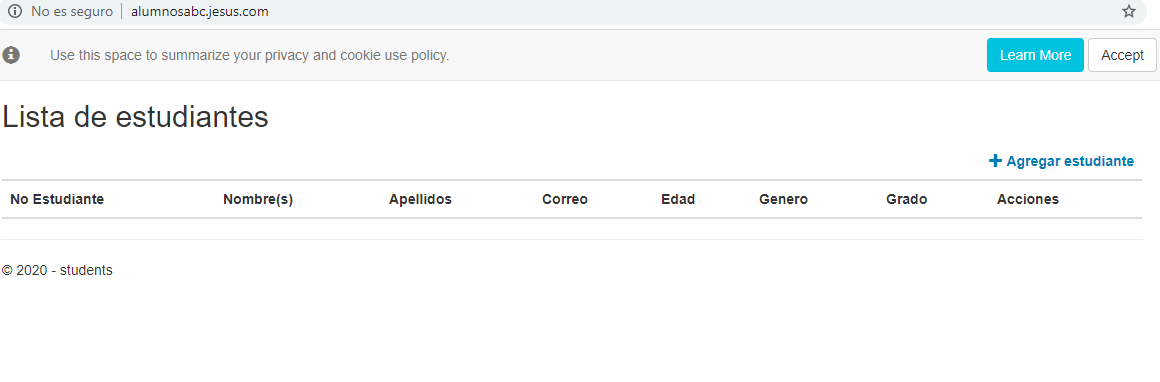 No es seguro | alumnosabc.jesus.com
Use this space to summarize your privacy and cookie use policy. Learn More Accept
Lista de estudiantes
Agregar estudiante
No Estudiante Nombre(s) Apellidos Correo Edad Genero Grado Acciones
© 2020 - students